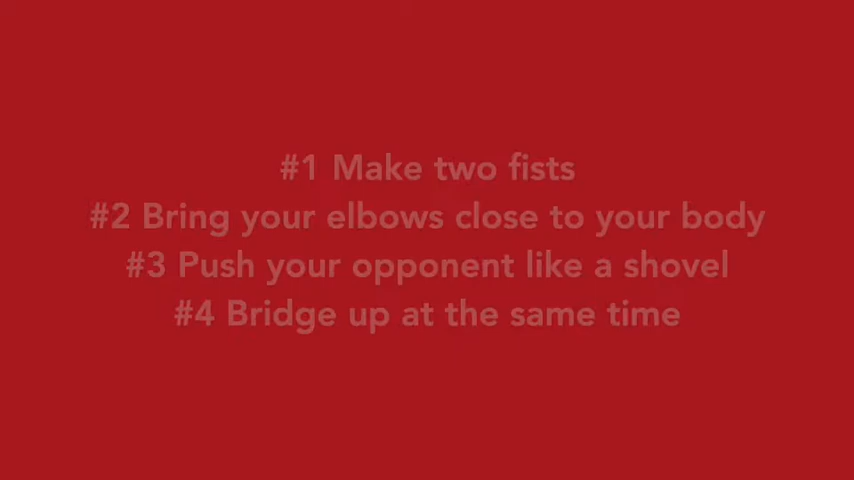 #1 Make two fists
#2 Bring your elbows close to your body
#3 Push your opponent like a shovel
#4 Bridge up at the same time